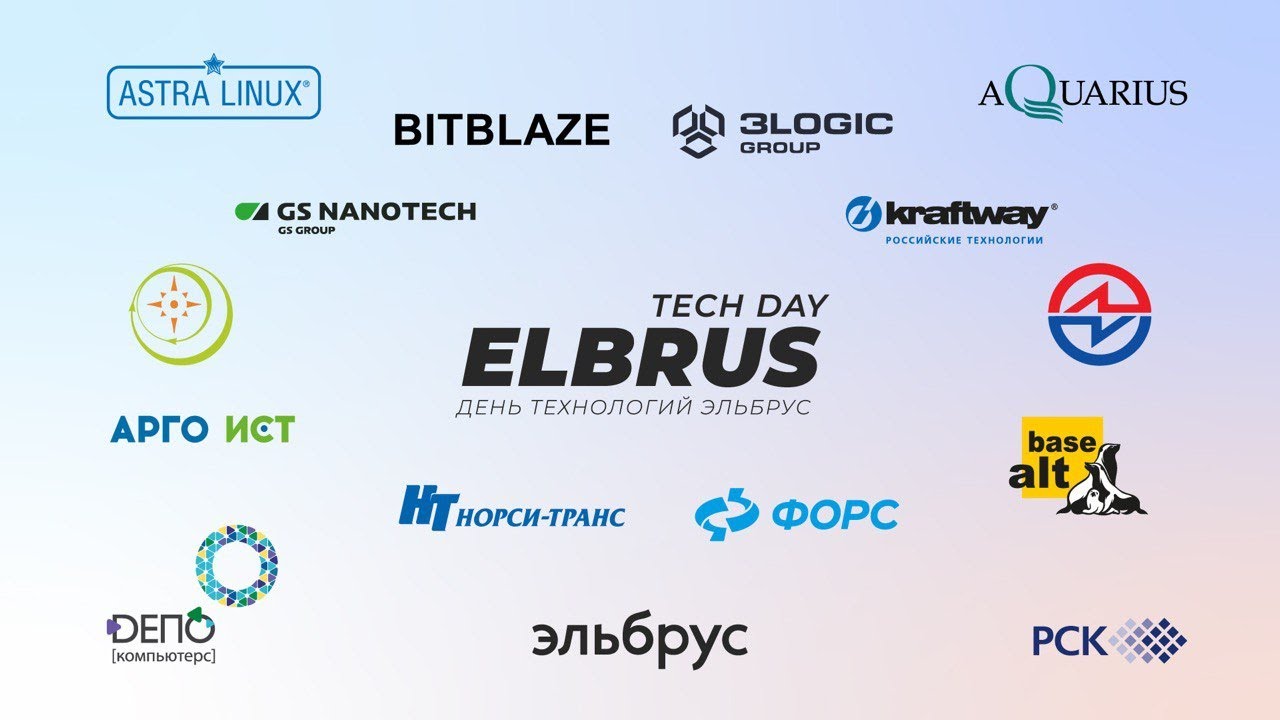 ASTRA LINUX®
BITBLAZE
3LOGIC
GROUP
AQUARIUS
GS NANOTECH
GS GROUP
kraftway®
РОССИЙСКИЕ ТЕХНОЛОГИИ
TECH DAY
ELBRUS
ДЕНЬ ТЕХНОЛОГИЙ ЭЛЬБРУС
АРГО ИСТ
base
alt
НТ НОРСИ-ТРАНС
ФОРС
DЕПО
[компьютерс]
эльбрус
РСК